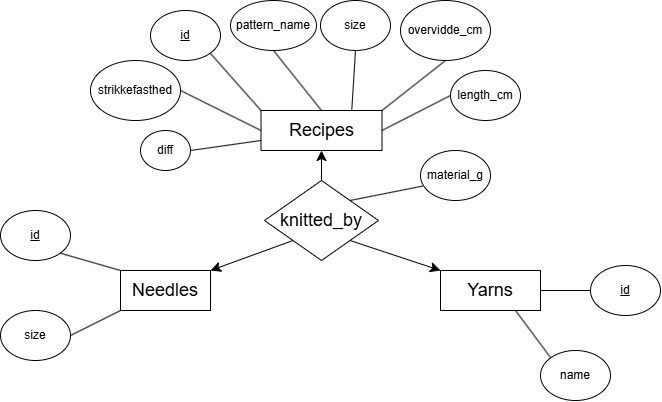 pattern_name
size
overvidde_cm
id
strikkefasthed
length_cm
Recipes
diff
material_g
knitted_by
id
Needles
Yarns
id
size
name